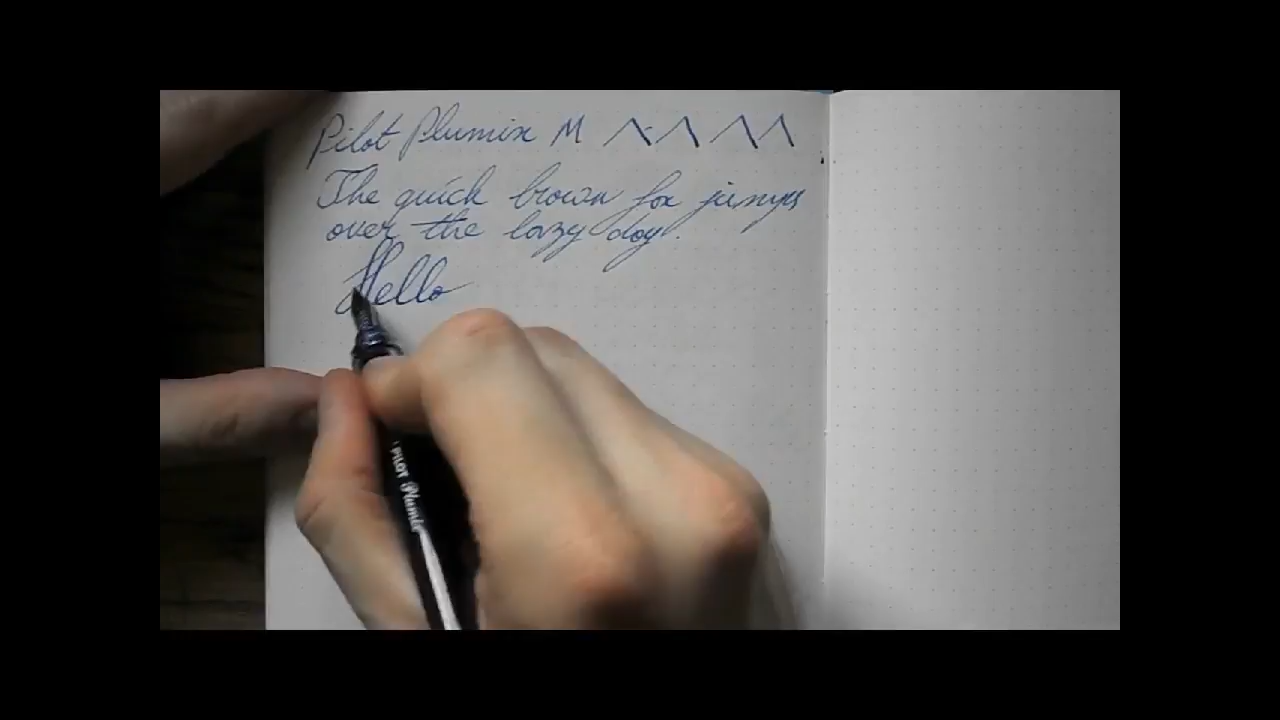 Pilot Plumix M
The quick brown fox jumps
over the lazy dog.
Hello
PILOT Plumix